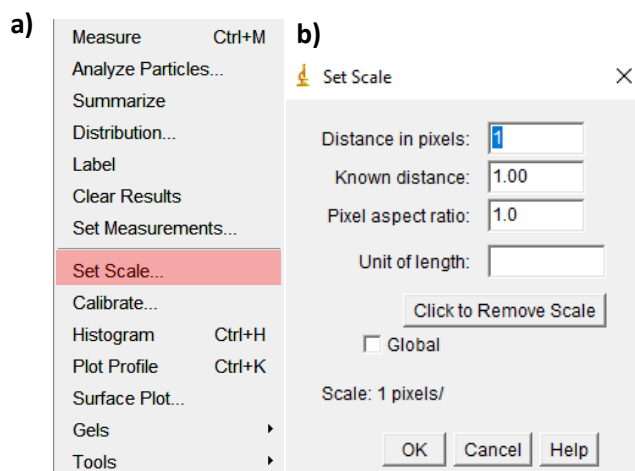 a)
Measure Ctrl+M
Analyze Particles...
Summarize
Distribution...
Label
Clear Results
Set Measurements...
Set Scale...
Calibrate...
Histogram Ctrl+H
Plot Profile Ctrl+K
Surface Plot...
Gels
Tools
b)
Set Scale
Distance in pixels: 1
Known distance: 1.00
Pixel aspect ratio: 1.0
Unit of length:
Click to Remove Scale
Global
Scale: 1 pixels/
OK Cancel Help